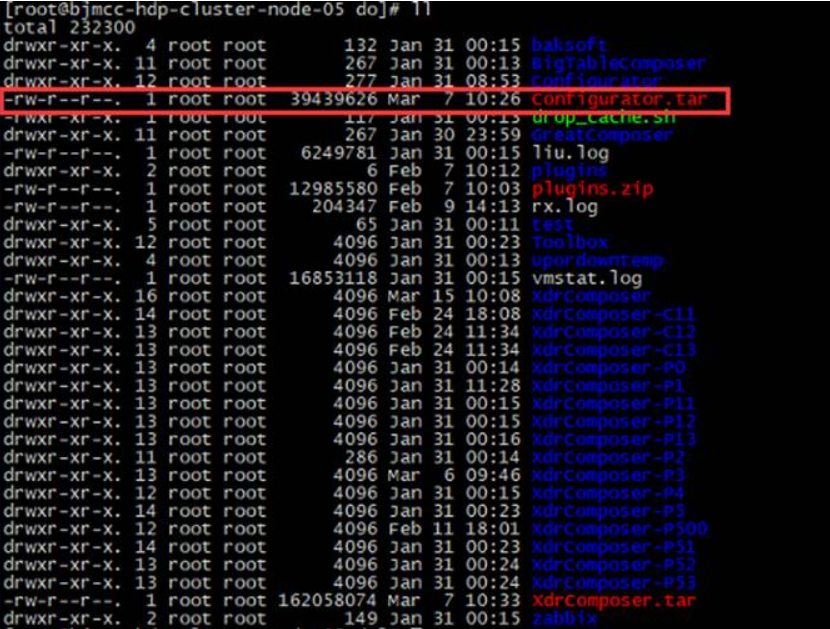 [root@bjmcc-hdp-cluster-node-05 do]# ll
total 232300
drwxr-xr-x. 4 root root 132 Jan 31 00:15 baksoft
drwxr-xr-x. 11 root root 267 Jan 31 00:13 BigTableComposer
drwxr-xr-x. 12 root root 277 Jan 31 08:53 Configurator
-rw-r--r--. 1 root root 39439626 Mar 7 10:26 Configurator.tar
-rw-r--r--. 1 root root 117 Jan 31 00:13 drop_cache.sh
drwxr-xr-x. 11 root root 267 Jan 30 23:59 GreatComposer
-rw-r--r--. 1 root root 6249781 Jan 31 00:15 liu.log
drwxr-xr-x. 2 root root 6 Feb 7 10:12 plugins
-rw-r--r--. 1 root root 12985580 Feb 7 10:03 plugins.zip
-rw-r--r--. 1 root root 204347 Feb 9 14:13 rx.log
drwxr-xr-x. 5 root root 65 Jan 31 00:11 test
drwxr-xr-x. 12 root root 4096 Jan 31 00:23 Toolbox
drwxr-xr-x. 4 root root 4096 Jan 31 00:13 upordowntemp
-rw-r--r--. 1 root root 16853118 Jan 31 00:15 vmstat.log
drwxr-xr-x. 16 root root 4096 Mar 15 10:08 XdrComposer
drwxr-xr-x. 14 root root 4096 Feb 24 18:08 XdrComposer-C11
drwxr-xr-x. 13 root root 4096 Feb 24 11:34 XdrComposer-C12
drwxr-xr-x. 13 root root 4096 Feb 24 11:34 XdrComposer-C13
drwxr-xr-x. 13 root root 4096 Jan 31 00:14 XdrComposer-P0
drwxr-xr-x. 13 root root 4096 Jan 31 11:28 XdrComposer-P1
drwxr-xr-x. 13 root root 4096 Jan 31 00:15 XdrComposer-P11
drwxr-xr-x. 13 root root 4096 Jan 31 00:15 XdrComposer-P12
drwxr-xr-x. 13 root root 4096 Jan 31 00:16 XdrComposer-P13
drwxr-xr-x. 11 root root 286 Jan 31 00:14 XdrComposer-P2
drwxr-xr-x. 13 root root 4096 Mar 6 09:46 XdrComposer-P3
drwxr-xr-x. 12 root root 4096 Jan 31 00:15 XdrComposer-P4
drwxr-xr-x. 14 root root 4096 Jan 31 00:23 XdrComposer-P5
drwxr-xr-x. 12 root root 4096 Feb 11 18:01 XdrComposer-P500
drwxr-xr-x. 14 root root 4096 Jan 31 00:23 XdrComposer-P51
drwxr-xr-x. 13 root root 4096 Jan 31 00:24 XdrComposer-P52
drwxr-xr-x. 13 root root 4096 Jan 31 00:24 XdrComposer-P53
-rw-r--r--. 1 root root 162058074 Mar 7 10:33 XdrComposer.tar
drwxr-xr-x. 2 root root 149 Jan 31 00:15 zabbix